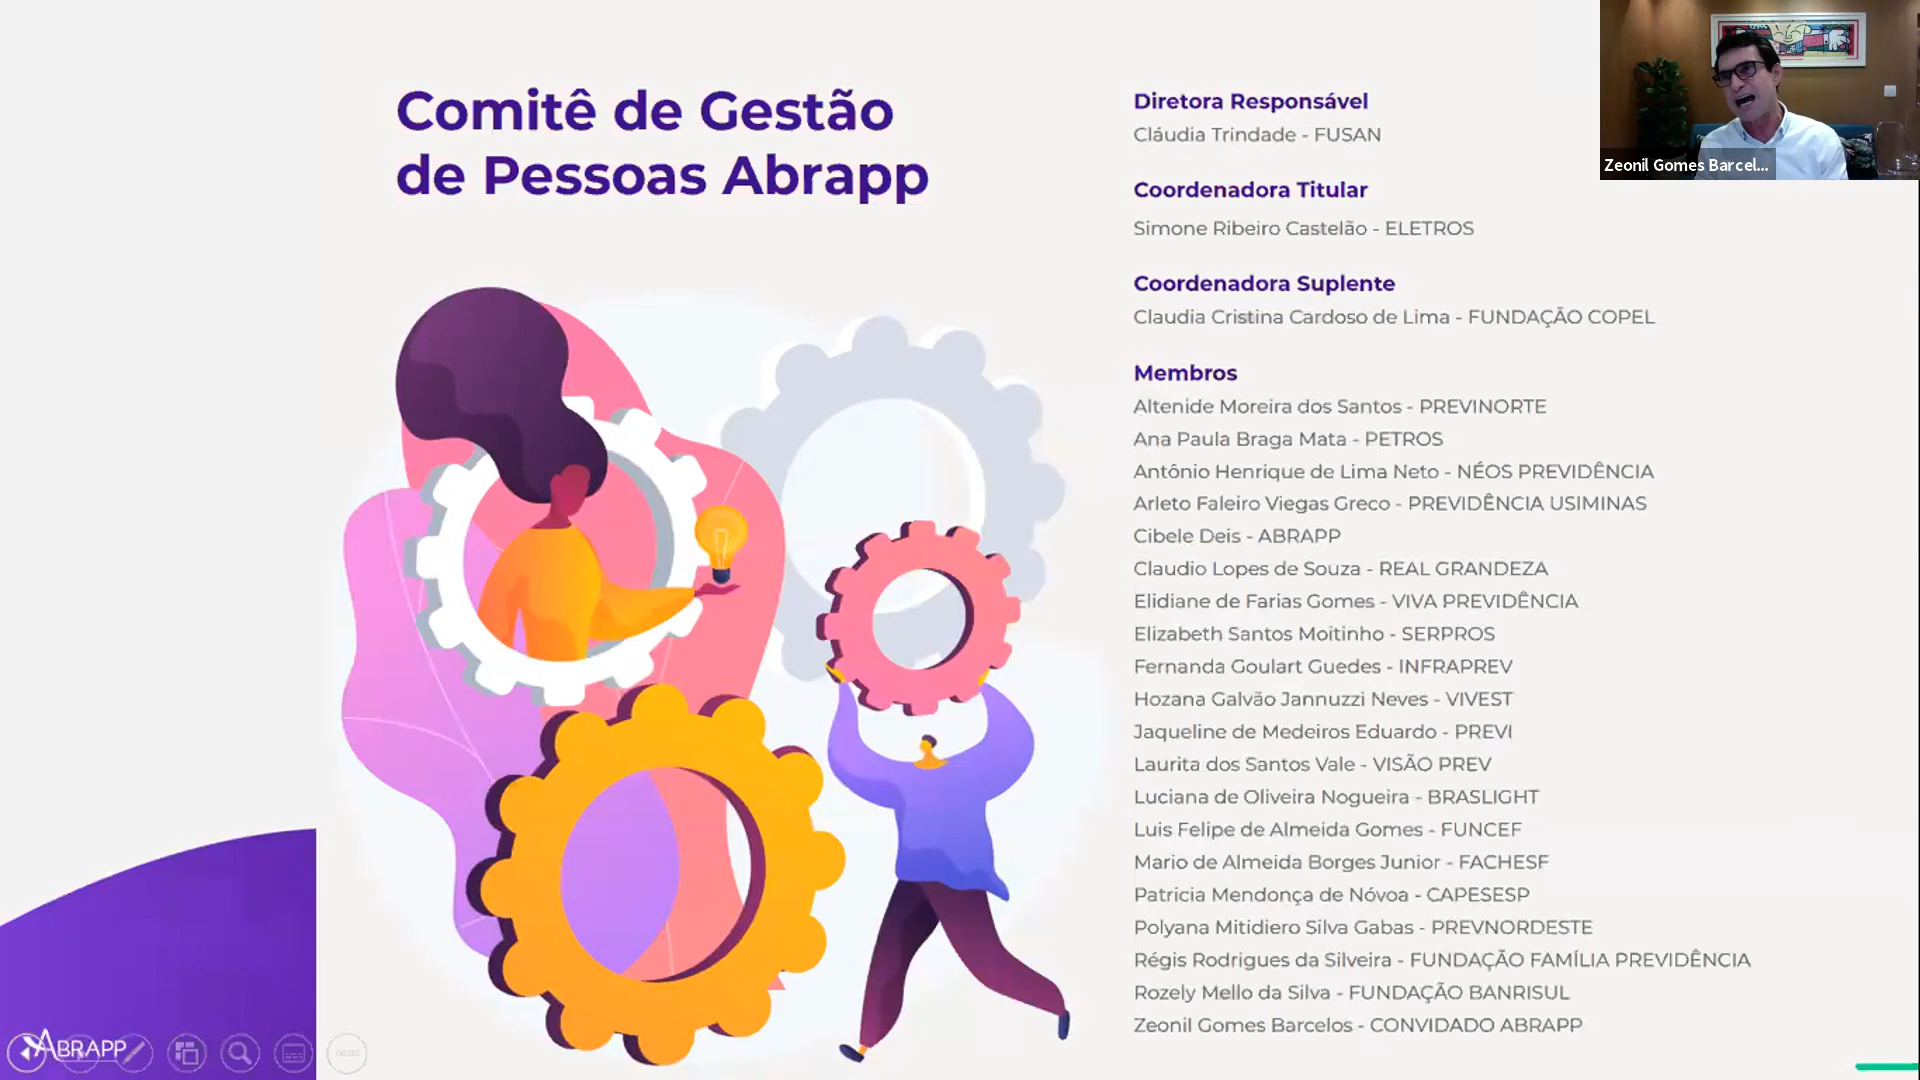 Comitê de Gestão
de Pessoas Abrapp
Diretora Responsável
Cláudia Trindade - FUSAN
Coordenadora Titular
Simone Ribeiro Castelão - ELETROS
Coordenadora Suplente
Claudia Cristina Cardoso de Lima - FUNDAÇÃO COPEL
Membros
Altenide Moreira dos Santos - PREVINORTE
Ana Paula Braga Mata - PETROS
Antônio Henrique de Lima Neto - NÉOS PREVIDÊNCIA
Arleto Faleiro Viegas Greco - PREVIDÊNCIA USIMINAS
Cibele Deis - ABRAPP
Claudio Lopes de Souza - REAL GRANDEZA
Elidiane de Farias Gomes - VIVA PREVIDÊNCIA
Elizabeth Santos Moitinho - SERPROS
Fernanda Goulart Guedes - INFRAPREV
Hozana Galvão Jannuzzi Neves - VIVEST
Jaqueline de Medeiros Eduardo - PREVI
Laurita dos Santos Vale - VISÃO PREV
Luciana de Oliveira Nogueira - BRASLIGHT
Luis Felipe de Almeida Gomes - FUNCEF
Mario de Almeida Borges Junior - FACHESF
Patricia Mendonça de Nóvoa - CAPESESP
Polyana Mitidiero Silva Gabas - PREVNORDESTE
Régis Rodrigues da Silveira - FUNDAÇÃO FAMÍLIA PREVIDÊNCIA
Rozely Mello da Silva - FUNDAÇÃO BANRISUL
Zeonil Gomes Barcelos - CONVIDADO ABRAPP
Zeonil Gomes Barcel...
ABRAPP